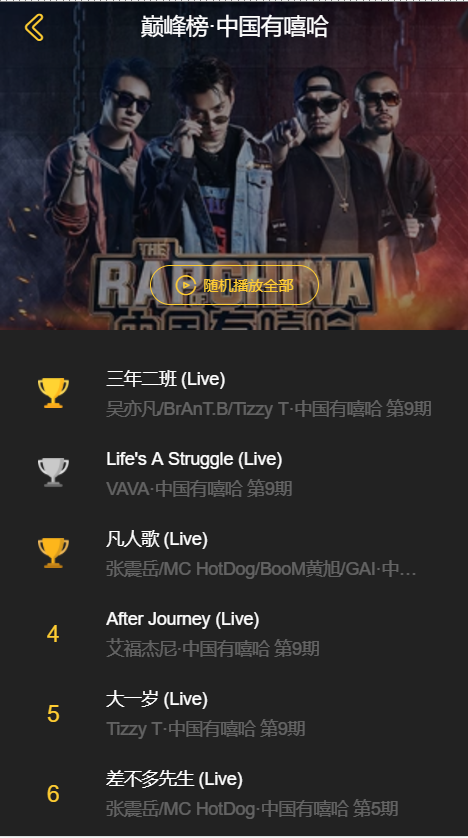 巅峰榜·中国有嘻哈
THE
RAP OF CHINA
中国有嘻哈
随机播放全部
三年二班 (Live)
吴亦凡/BrAnT.B/Tizzy T·中国有嘻哈 第9期
Life's A Struggle (Live)
VAVA·中国有嘻哈 第9期
凡人歌 (Live)
张震岳/MC HotDog/BooM黄旭/GAI·中…
4
After Journey (Live)
艾福杰尼·中国有嘻哈 第9期
5
大一岁 (Live)
Tizzy T·中国有嘻哈 第9期
6
差不多先生 (Live)
张震岳/MC HotDog·中国有嘻哈 第5期